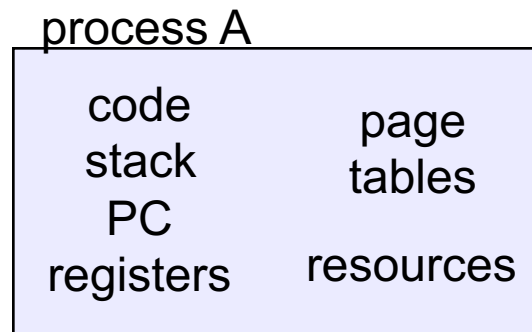 process A
code
stack
PC
registers
page
tables
resources